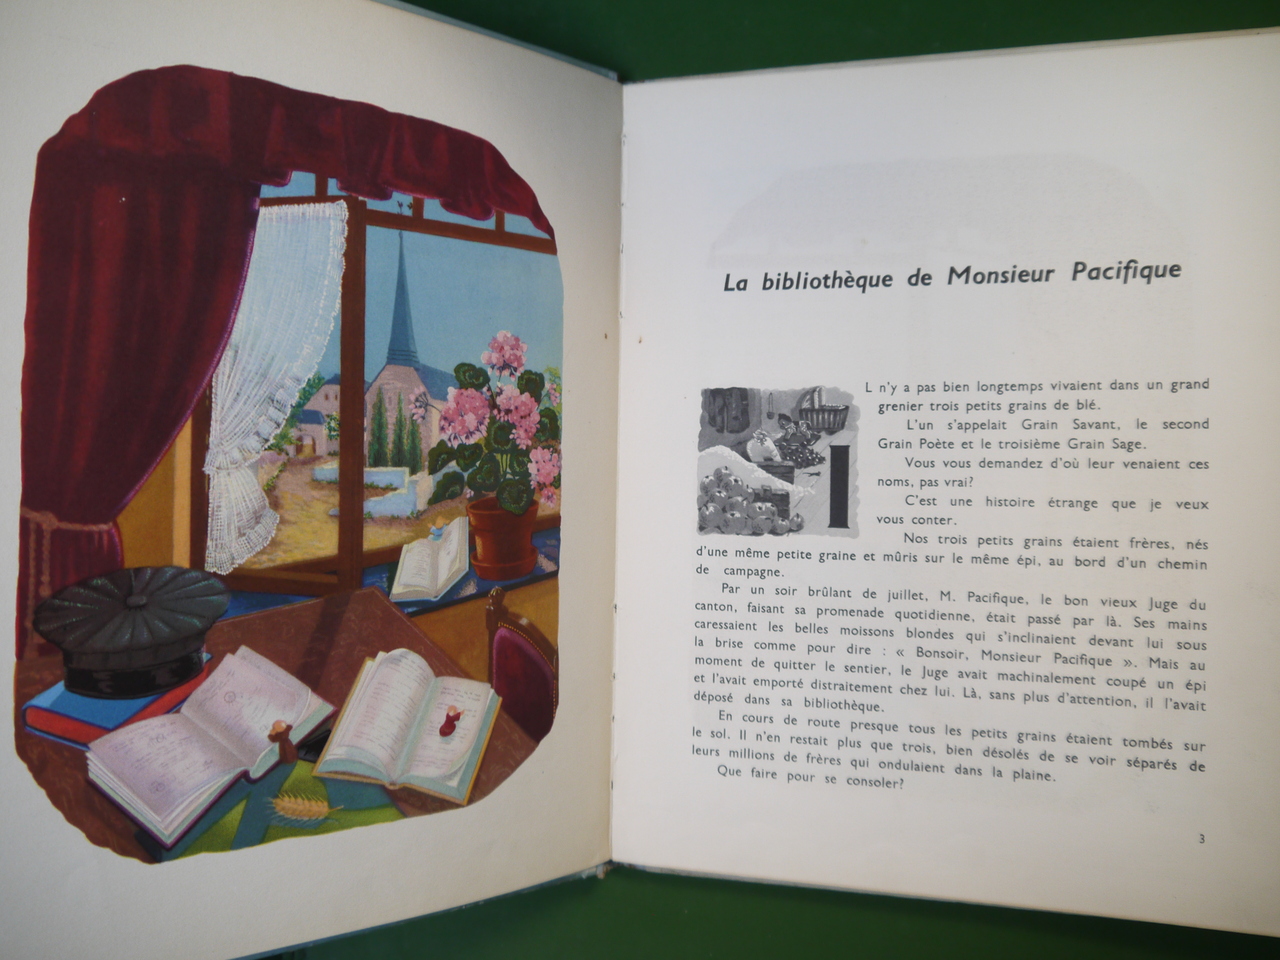 La bibliothèque de Monsieur Pacifique
IL n'y a pas bien longtemps vivaient dans un grand
grenier trois petits grains de blé.
L'un s'appelait Grain Savant, le second
Grain Poète et le troisième Grain Sage.
Vous vous demandez d'où leur venaient ces
noms, pas vrai?
C'est une histoire étrange que je veux
vous conter.
Nos trois petits grains étaient frères, nés
d'une même petite graine et mûris sur le même épi, au bord d'un chemin
de campagne.
Par un soir brûlant de juillet, M. Pacifique, le bon vieux Juge du
canton, faisant sa promenade quotidienne, était passé par là. Ses mains
caressaient les belles moissons blondes qui s'inclinaient devant lui sous
la brise comme pour dire : « Bonsoir, Monsieur Pacifique ». Mais au
moment de quitter le sentier, le Juge avait machinalement coupé un épi
et l'avait emporté distraitement chez lui. Là, sans plus d'attention, il l'avait
déposé dans sa bibliothèque.
En cours de route presque tous les petits grains étaient tombés sur
le sol. Il n'en restait plus que trois, bien désolés de se voir séparés de
leurs millions de frères qui ondulaient dans la plaine.
Que faire pour se consoler?
3